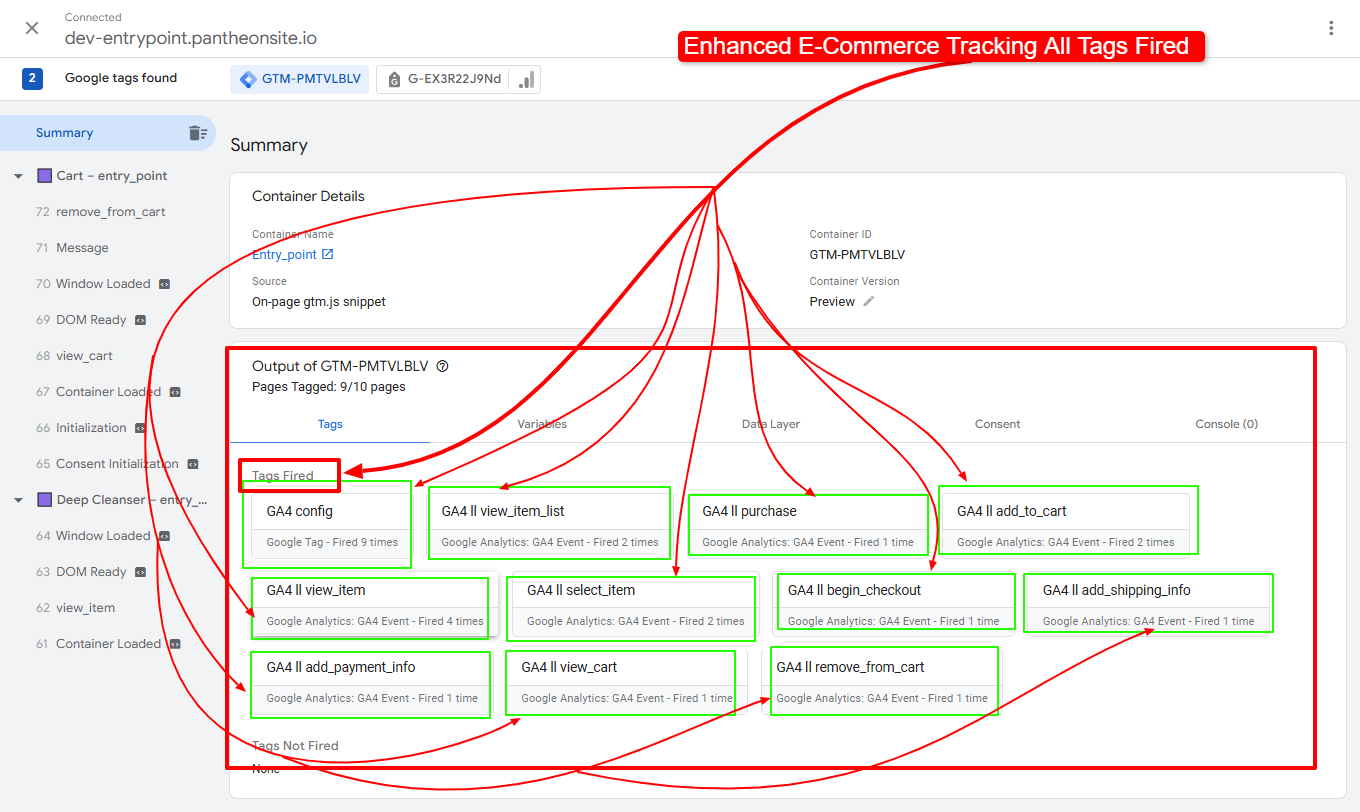 Connected
dev-entrypoint.pantheonsite.io
Enhanced E-Commerce Tracking All Tags Fired
2 Google tags found GTM-PMTVLBLV G-EX3R22J9Nd
Summary
Cart – entry_point
72 remove_from_cart
71 Message
70 Window Loaded
69 DOM Ready
68 view_cart
67 Container Loaded
66 Initialization
65 Consent Initialization
Deep Cleanser – entry_...
64 Window Loaded
63 DOM Ready
62 view_item
61 Container Loaded
Summary
Container Details
Container Name
Entry_point
Container ID
GTM-PMTVLBLV
Source
On-page gtm.js snippet
Container Version
Preview
Output of GTM-PMTVLBLV
Pages Tagged: 9/10 pages
Tags Variables Data Layer Consent Console (0)
Tags Fired
GA4 config
Google Tag - Fired 9 times
GA4 ll view_item_list
Google Analytics: GA4 Event - Fired 2 times
GA4 ll purchase
Google Analytics: GA4 Event - Fired 1 time
GA4 ll add_to_cart
Google Analytics: GA4 Event - Fired 2 times
GA4 ll view_item
Google Analytics: GA4 Event - Fired 4 times
GA4 ll select_item
Google Analytics: GA4 Event - Fired 2 times
GA4 ll begin_checkout
Google Analytics: GA4 Event - Fired 1 time
GA4 ll add_shipping_info
Google Analytics: GA4 Event - Fired 1 time
GA4 ll add_payment_info
Google Analytics: GA4 Event - Fired 1 time
GA4 ll view_cart
Google Analytics: GA4 Event - Fired 1 time
GA4 ll remove_from_cart
Google Analytics: GA4 Event - Fired 1 time
Tags Not Fired
None